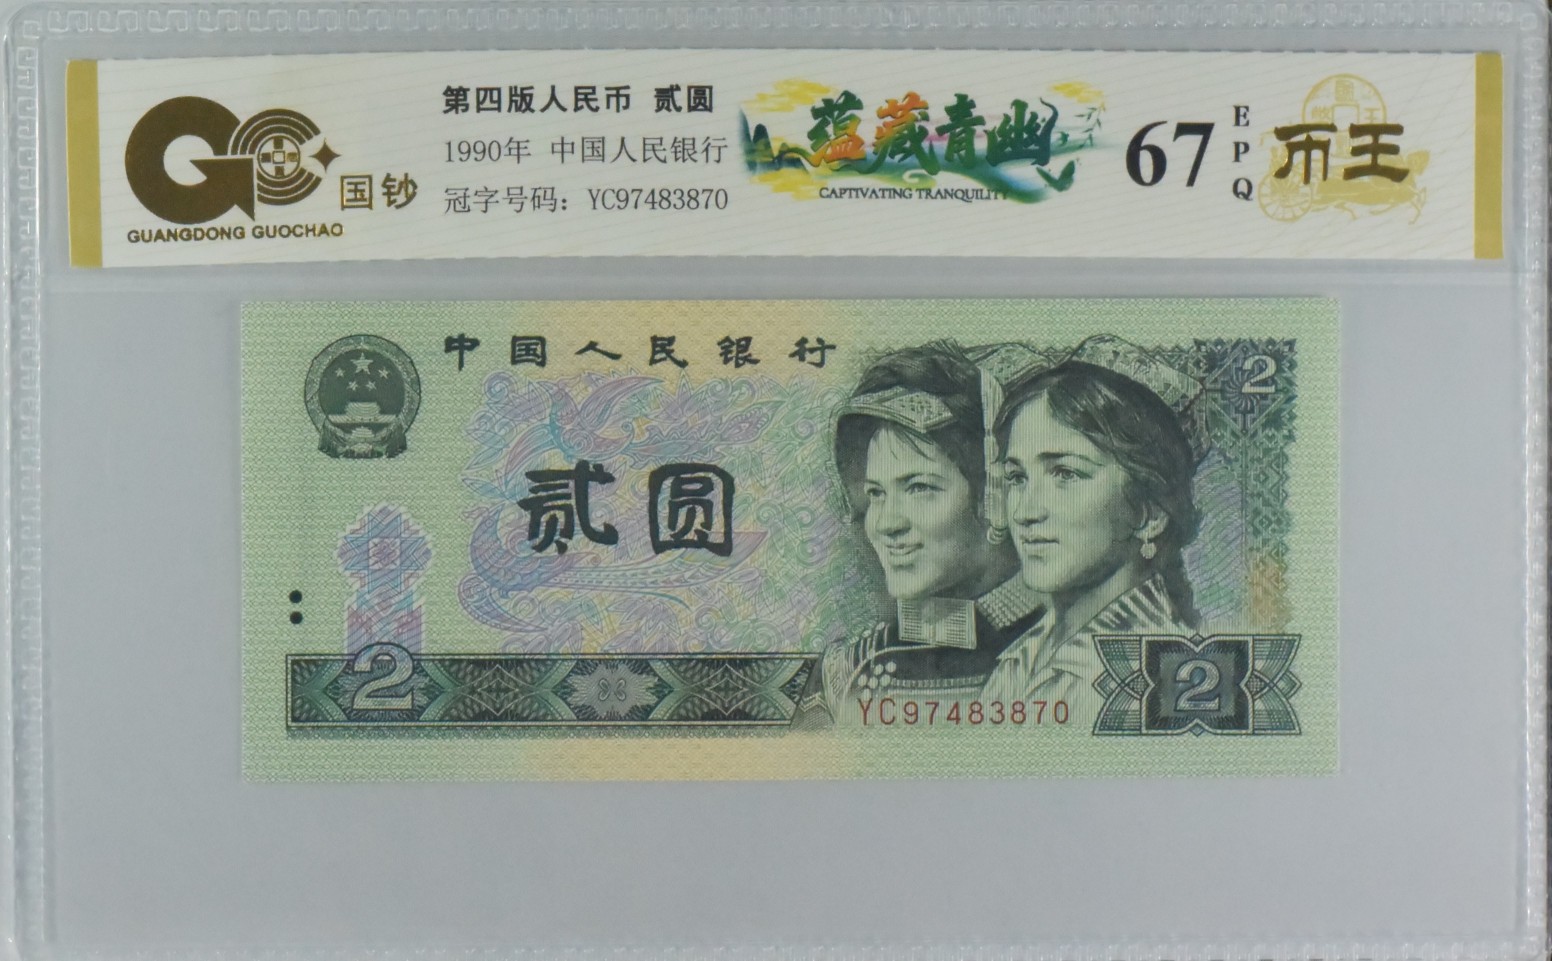 国钞
GUANGDONG GUOCHAO
第四版人民币 贰圆
1990年 中国人民银行
冠字号码：YC97483870
蕴藏青幽
CAPTIVATING TRANQUILITY
67
EPQ
币王
中国人民银行
2
贰圆
2
YC97483870
2